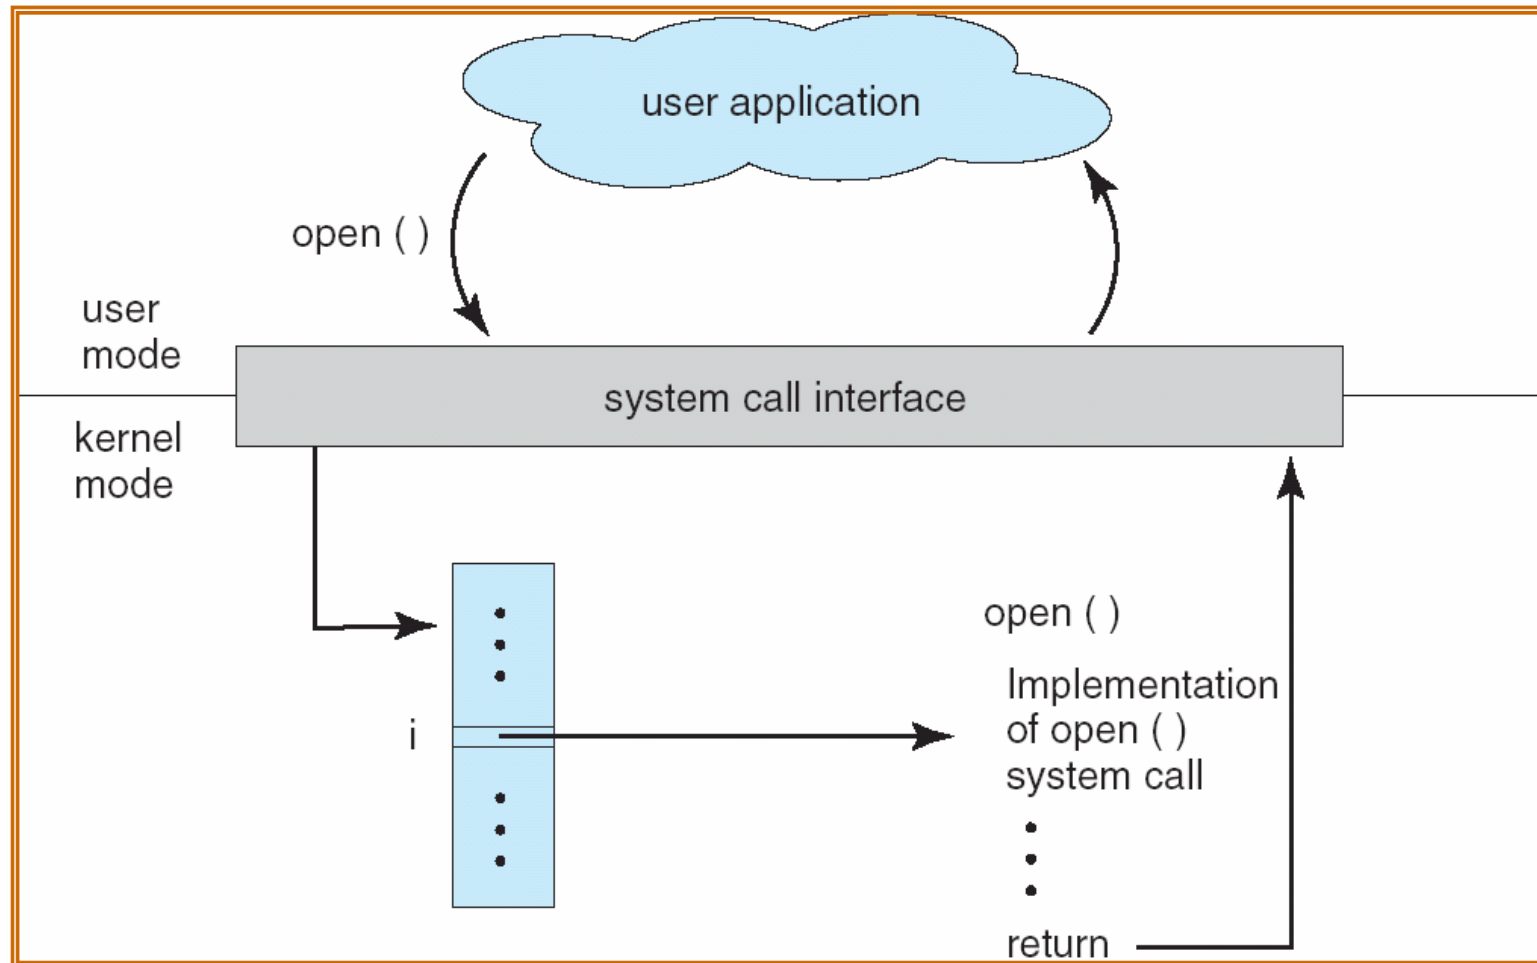 user application
open ( )
user
mode
system call interface
kernel
mode
open ( )
Implementation
of open ( )
system call
i
return